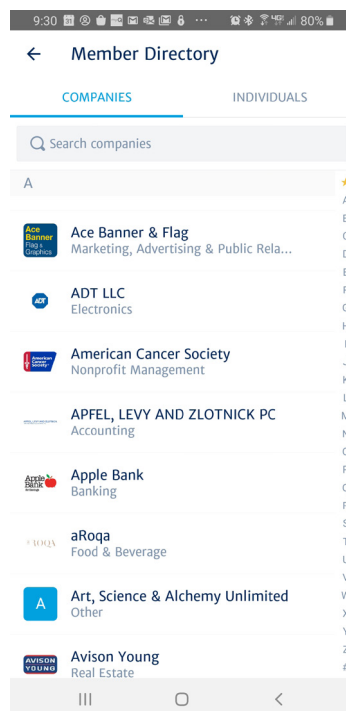 9:30 80%
Member Directory
COMPANIES INDIVIDUALS
Search companies
A
Ace Banner Flag & Graphics
Ace Banner & Flag
Marketing, Advertising & Public Rela...
ADT
ADT LLC
Electronics
American Cancer Society
American Cancer Society
Nonprofit Management
APFEL, LEVY AND ZLOTNICK PC
Accounting
Apple Bank
Apple Bank
Banking
AROQA
aRoqa
Food & Beverage
A
Art, Science & Alchemy Unlimited
Other
AVISON YOUNG
Avison Young
Real Estate